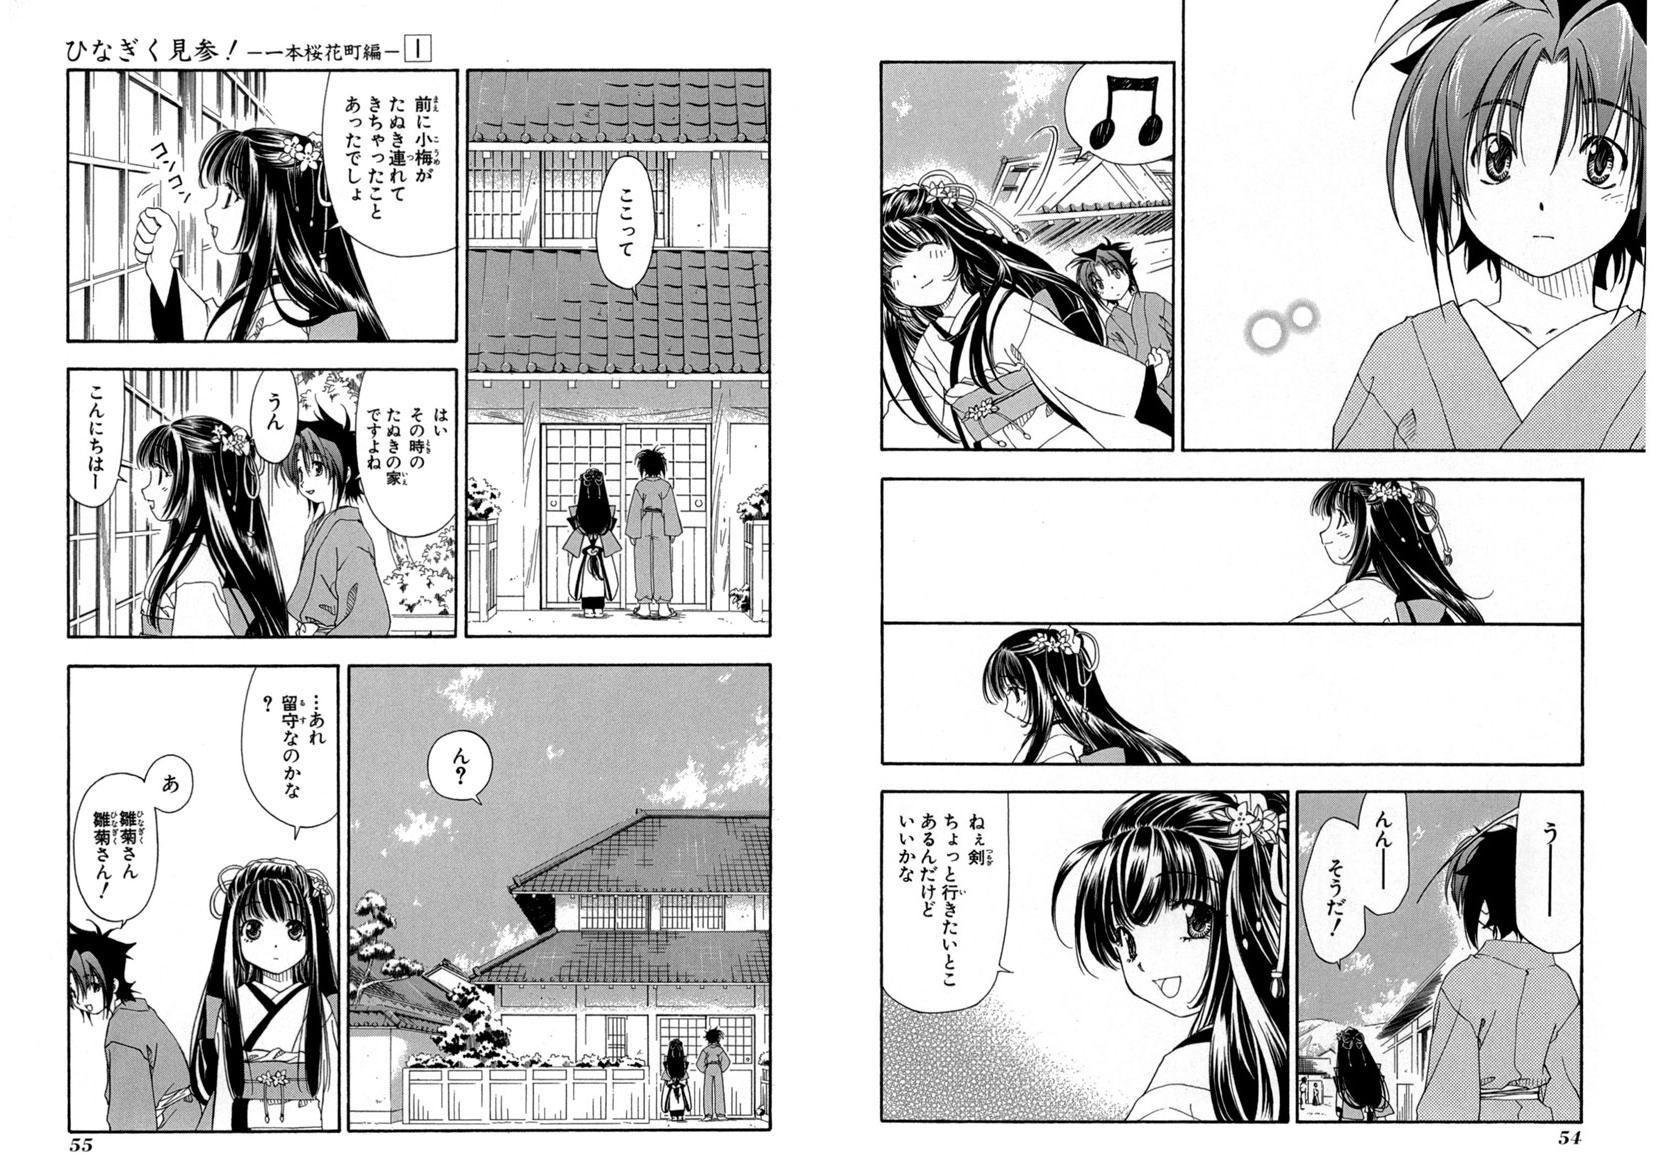 うーー
んんーー
そうだ！
ねぇ剣
ちょっと行きたいとこ
あるんだけど
いいかな
54
ひなぎく見参！ー一本桜花町編ー1
ここって
前に小梅が
たぬき連れて
きちゃったこと
あったでしょ
コンコン
はい
その時の
たぬきの家
ですよね
うん
こんにちはー
ん？
…あれ
留守なのかな
？
あ
雛菊さん
雛菊さん！
55